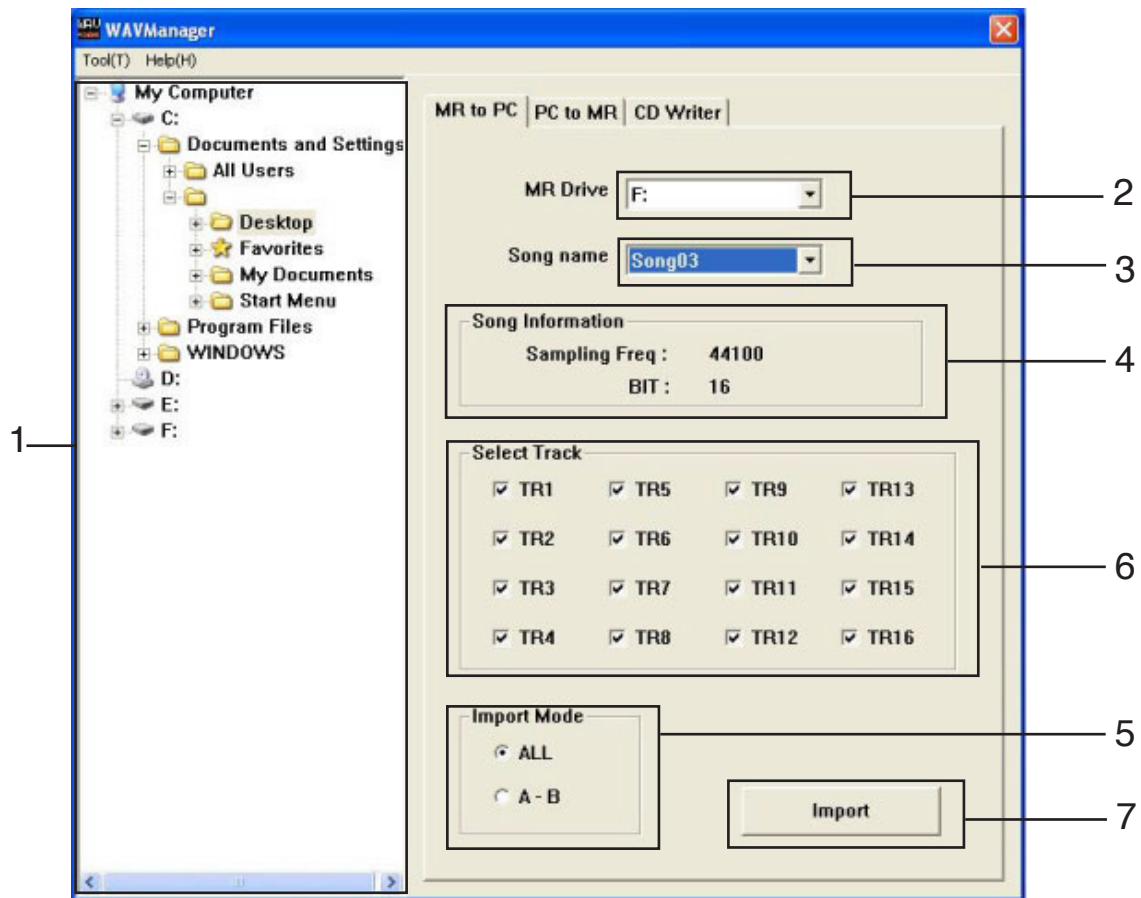 WAVManager
Tool(T) Help(H)
My Computer
C:
Documents and Settings
All Users
Desktop
Favorites
My Documents
Start Menu
Program Files
WINDOWS
D:
E:
F:
1
MR to PC PC to MR CD Writer
MR Drive F: 2
Song name Song03 3
Song Information
Sampling Freq : 44100
BIT : 16
4
Select Track
TR1 TR5 TR9 TR13
TR2 TR6 TR10 TR14
TR3 TR7 TR11 TR15
TR4 TR8 TR12 TR16
6
Import Mode
ALL
A - B
5
Import 7